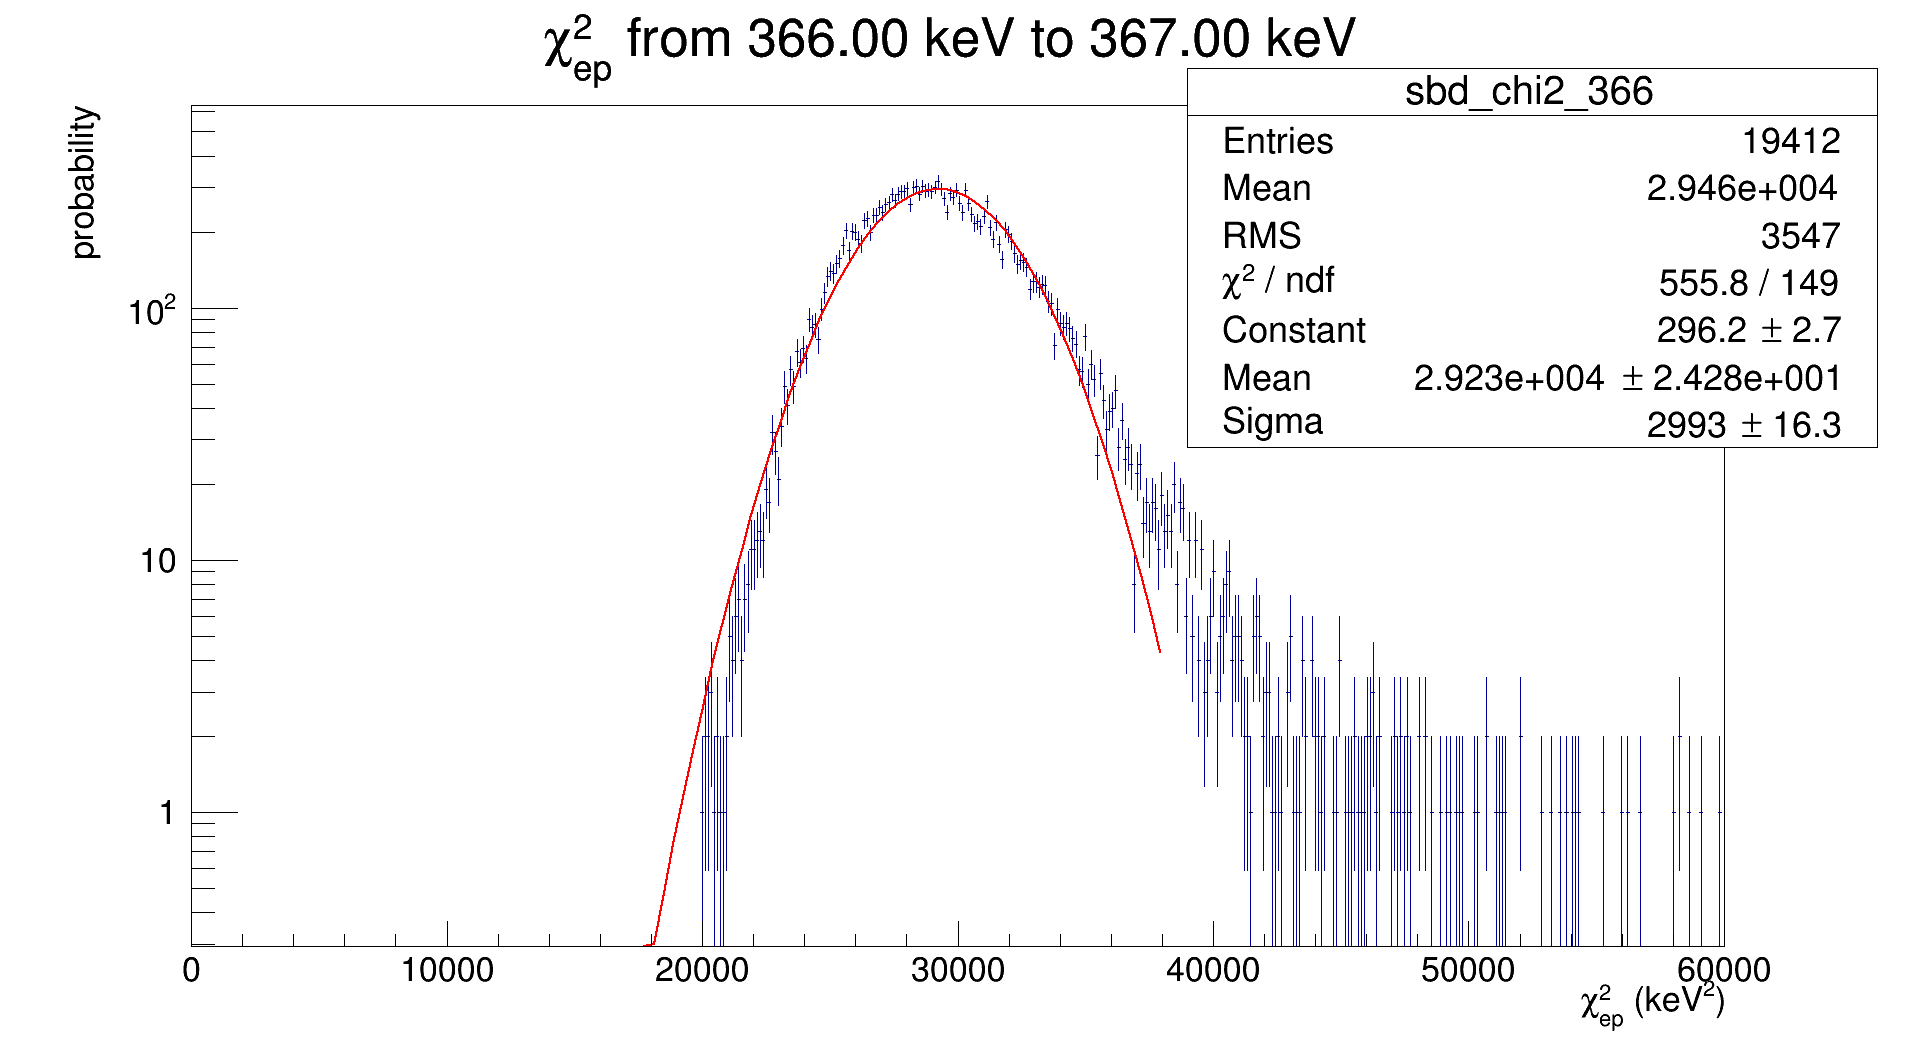 χ²ep from 366.00 keV to 367.00 keV
sbd_chi2_366
Entries 19412
Mean 2.946e+004
RMS 3547
χ² / ndf 555.8 / 149
Constant 296.2 ± 2.7
Mean 2.923e+004 ± 2.428e+001
Sigma 2993 ± 16.3
probability
10²
10
1
0 10000 20000 30000 40000 50000 60000
χ²ep (keV²)